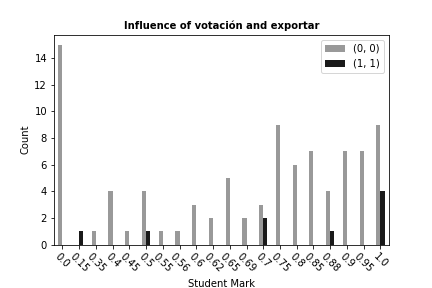 Influence of votación and exportar
(0, 0)
(1, 1)
Count
14
12
10
8
6
4
2
0
0.0 0.15 0.35 0.4 0.45 0.5 0.55 0.56 0.6 0.62 0.65 0.69 0.7 0.75 0.8 0.85 0.88 0.9 0.95 1.0
Student Mark